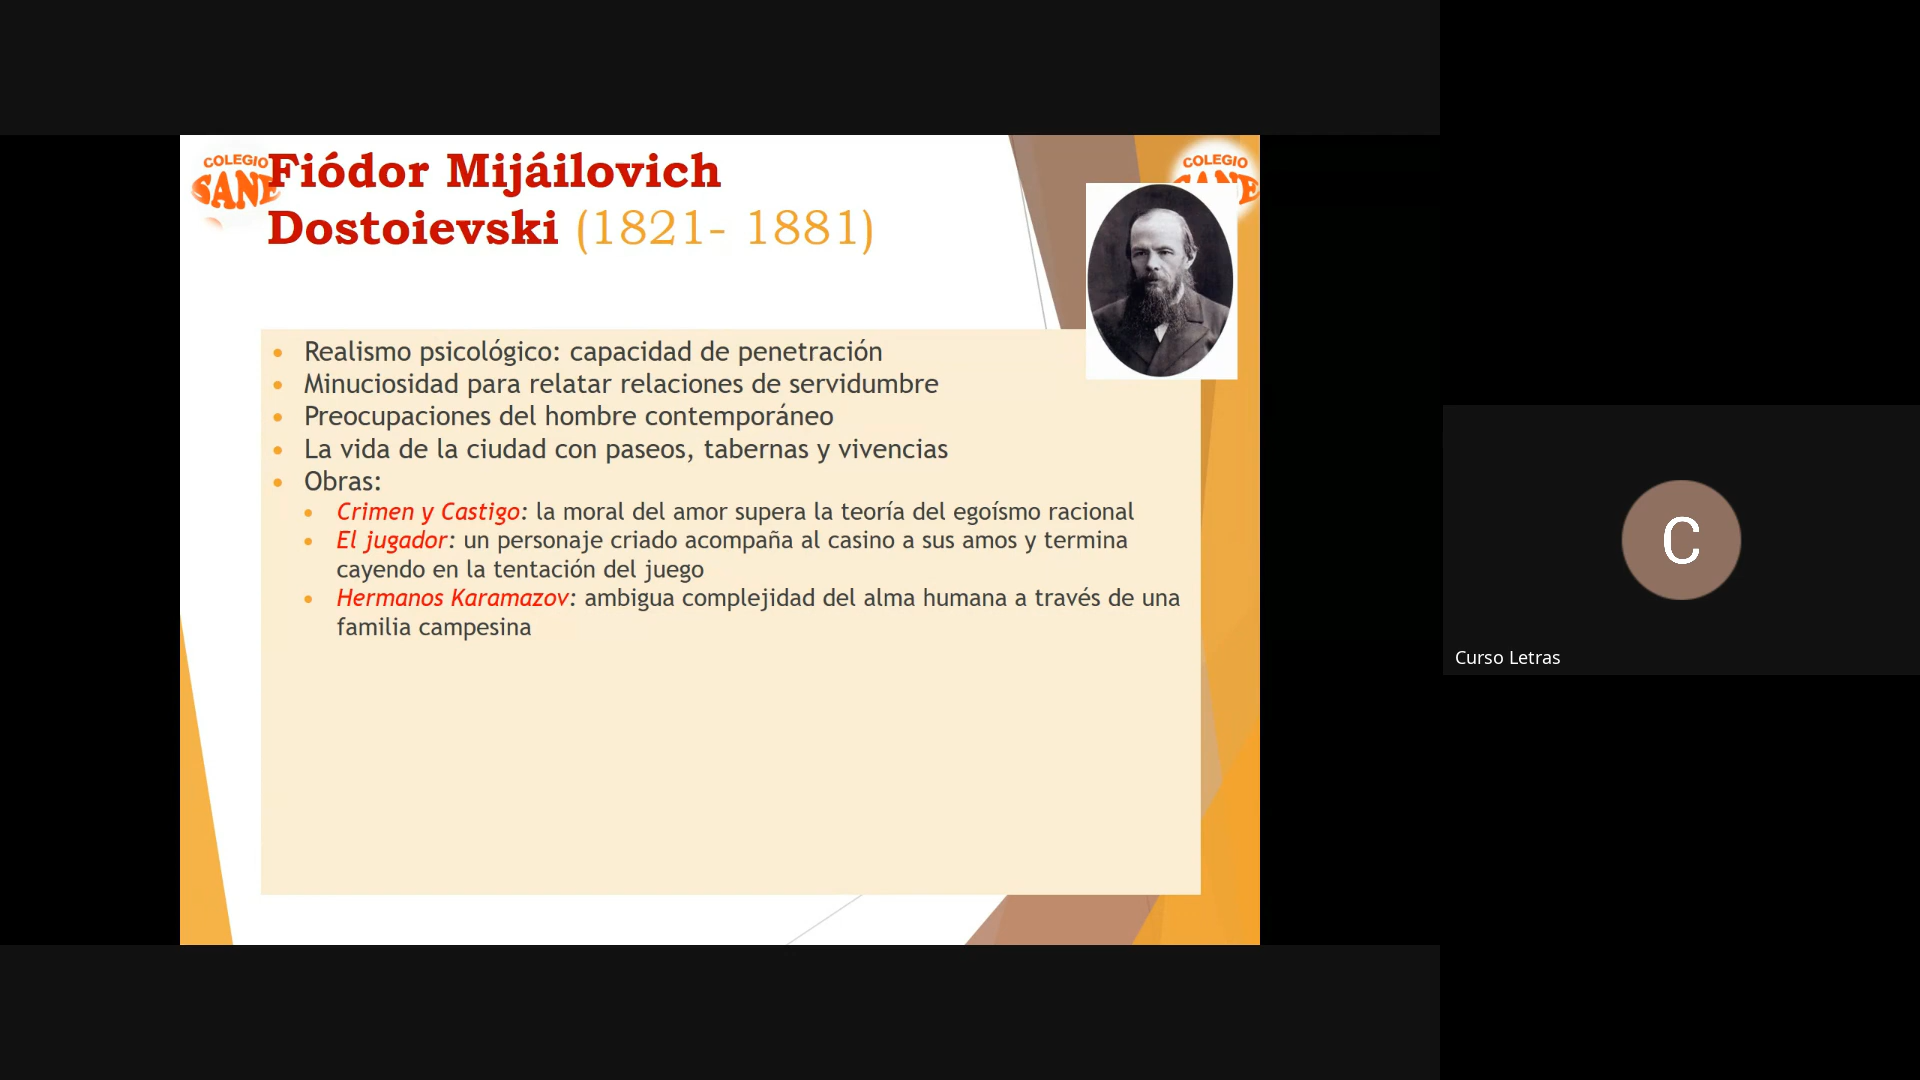 COLEGIO
SANE
Fiódor Mijáilovich
Dostoievski (1821- 1881)
COLEGIO
Realismo psicológico: capacidad de penetración
Minuciosidad para relatar relaciones de servidumbre
Preocupaciones del hombre contemporáneo
La vida de la ciudad con paseos, tabernas y vivencias
Obras:
Crimen y Castigo: la moral del amor supera la teoría del egoísmo racional
El jugador: un personaje criado acompaña al casino a sus amos y termina
cayendo en la tentación del juego
Hermanos Karamazov: ambigua complejidad del alma humana a través de una
familia campesina
C
Curso Letras